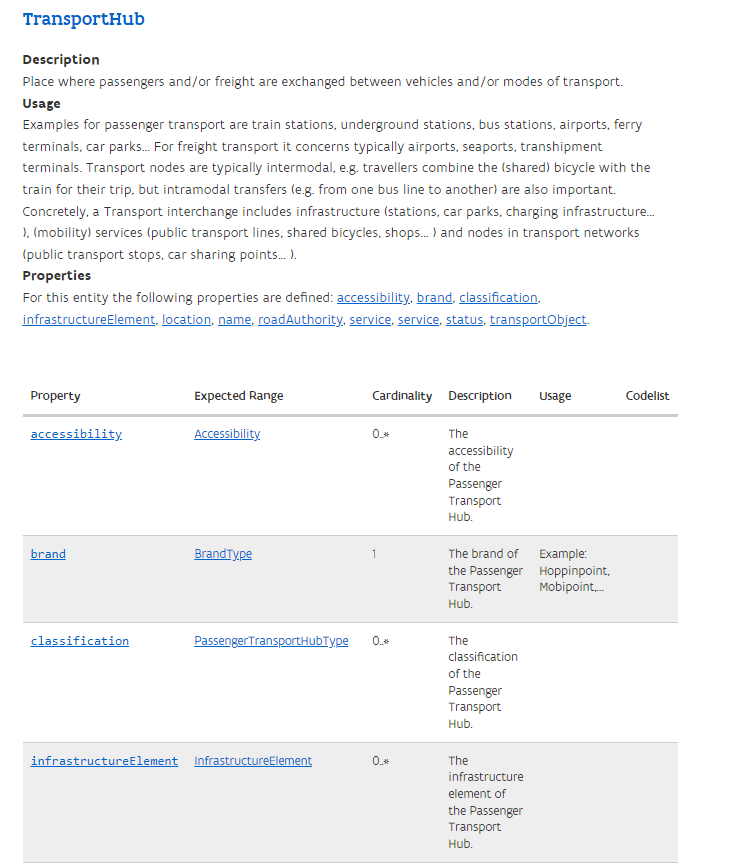 TransportHub
Description
Place where passengers and/or freight are exchanged between vehicles and/or modes of transport.
Usage
Examples for passenger transport are train stations, underground stations, bus stations, airports, ferry
terminals, car parks... For freight transport it concerns typically airports, seaports, transhipment
terminals. Transport nodes are typically intermodal, e.g. travellers combine the (shared) bicycle with the
train for their trip, but intramodal transfers (e.g. from one bus line to another) are also important.
Concretely, a Transport interchange includes infrastructure (stations, car parks, charging infrastructure...
), (mobility) services (public transport lines, shared bicycles, shops... ) and nodes in transport networks
(public transport stops, car sharing points... ).
Properties
For this entity the following properties are defined: accessibility, brand, classification,
infrastructureElement, location, name, roadAuthority, service, service, status, transportObject.
Property Expected Range Cardinality Description Usage Codelist
accessibility Accessibility 0..* The
accessibility
of the
Passenger
Transport
Hub.
brand BrandType 1 The brand of Example:
the Passenger Hoppinpoint,
Transport Mobipoint,...
Hub.
classification PassengerTransportHubType 0..* The
classification
of the
Passenger
Transport
Hub.
infrastructureElement InfrastructureElement 0..* The
infrastructure
element of
the Passenger
Transport
Hub.